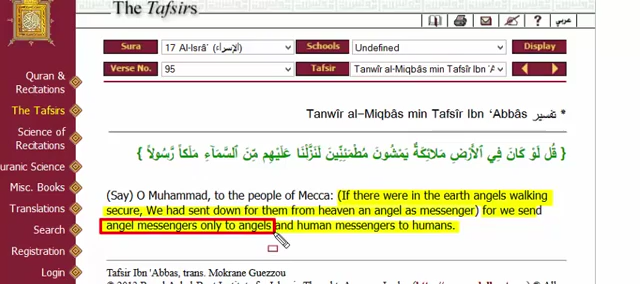 The Tafsirs
عربي
Sura
17 Al-Isrâ' (الإسراء)
Schools
Undefined
Display
Verse No.
95
Tafsir
Tanwîr al-Miqbâs min Tafsîr Ibn 'A
Quran &
Recitations
The Tafsirs
Science of
Recitations
uranic Science
Misc. Books
Translations
Search
Registration
Login
* تفسير Tanwîr al-Miqbâs min Tafsîr Ibn 'Abbâs
{ قُل لَوْ كَانَ فِي ٱلأَرْضِ مَلاۤئِكَةٌ يَمْشُونَ مُطْمَئِنِّينَ لَنَزَّلْنَا عَلَيْهِم مِّنَ ٱلسَّمَآءِ مَلَكاً رَّسُولاً }
(Say) O Muhammad, to the people of Mecca: (If there were in the earth angels walking
secure, We had sent down for them from heaven an angel as messenger) for we send
angel messengers only to angels and human messengers to humans.
Tafsir Ibn 'Abbas, trans. Mokrane Guezzou